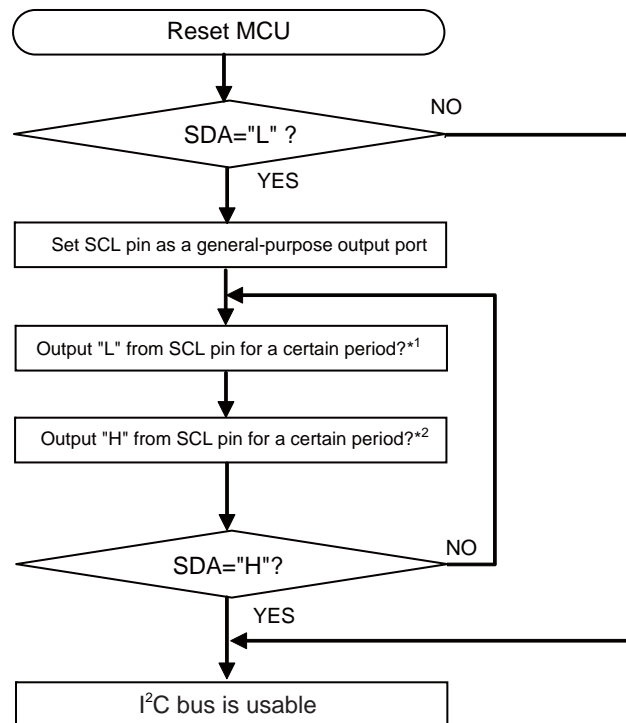 Reset MCU
NO
SDA="L" ?
YES
Set SCL pin as a general-purpose output port
Output "L" from SCL pin for a certain period?*1
Output "H" from SCL pin for a certain period?*2
SDA="H"?
NO
YES
I2C bus is usable